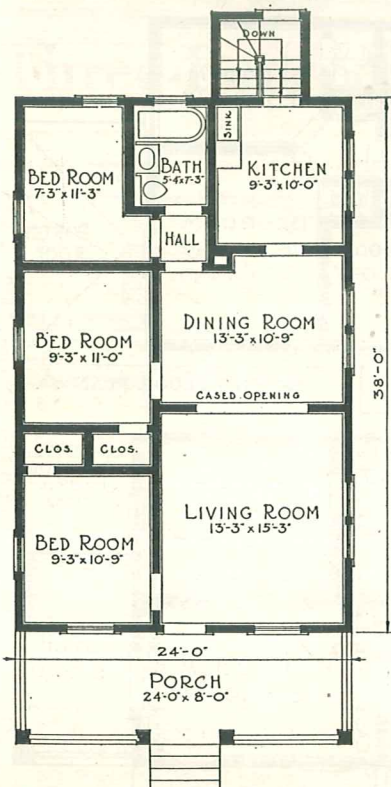 DOWN
SINK
BED ROOM
7'-3" x 11'-3"
BATH
5'-4" x 7'-3"
KITCHEN
9'-3" x 10'-0"
HALL
DINING ROOM
13'-3" x 10'-9"
BED ROOM
9'-3" x 11'-0"
38'-0"
CASED OPENING
CLOS.
CLOS.
LIVING ROOM
13'-3" x 15'-3"
BED ROOM
9'-3" x 10'-9"
24'-0"
PORCH
24'-0" x 8'-0"